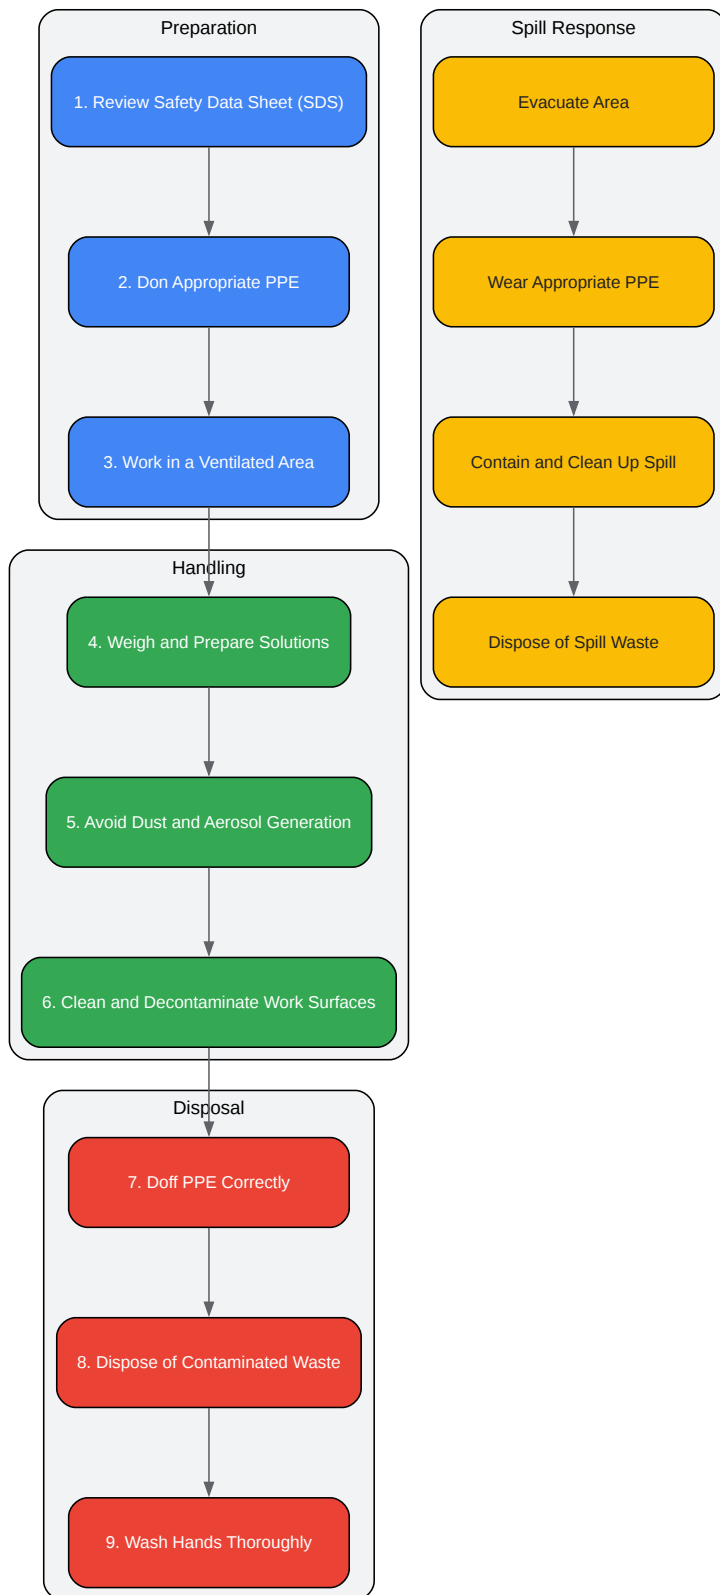 Preparation
1. Review Safety Data Sheet (SDS)
2. Don Appropriate PPE
3. Work in a Ventilated Area
Handling
4. Weigh and Prepare Solutions
5. Avoid Dust and Aerosol Generation
6. Clean and Decontaminate Work Surfaces
Disposal
7. Doff PPE Correctly
8. Dispose of Contaminated Waste
9. Wash Hands Thoroughly
Spill Response
Evacuate Area
Wear Appropriate PPE
Contain and Clean Up Spill
Dispose of Spill Waste